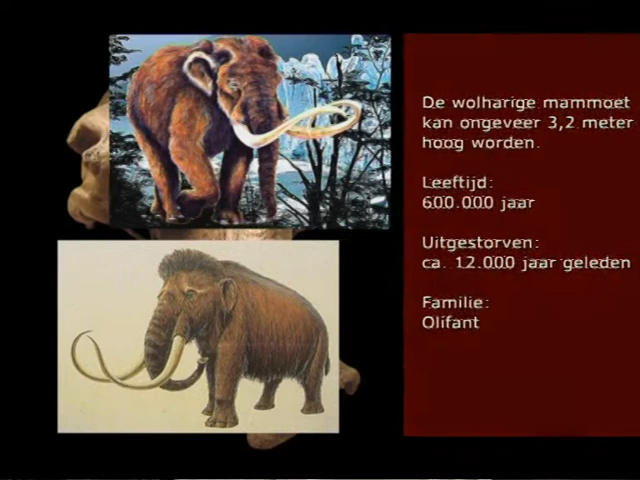 De wolharige mammoet
kan ongeveer 3,2 meter
hoog worden.
Leeftijd:
600.000 jaar
Uitgestorven:
ca. 12.000 jaar geleden
Familie:
Olifant